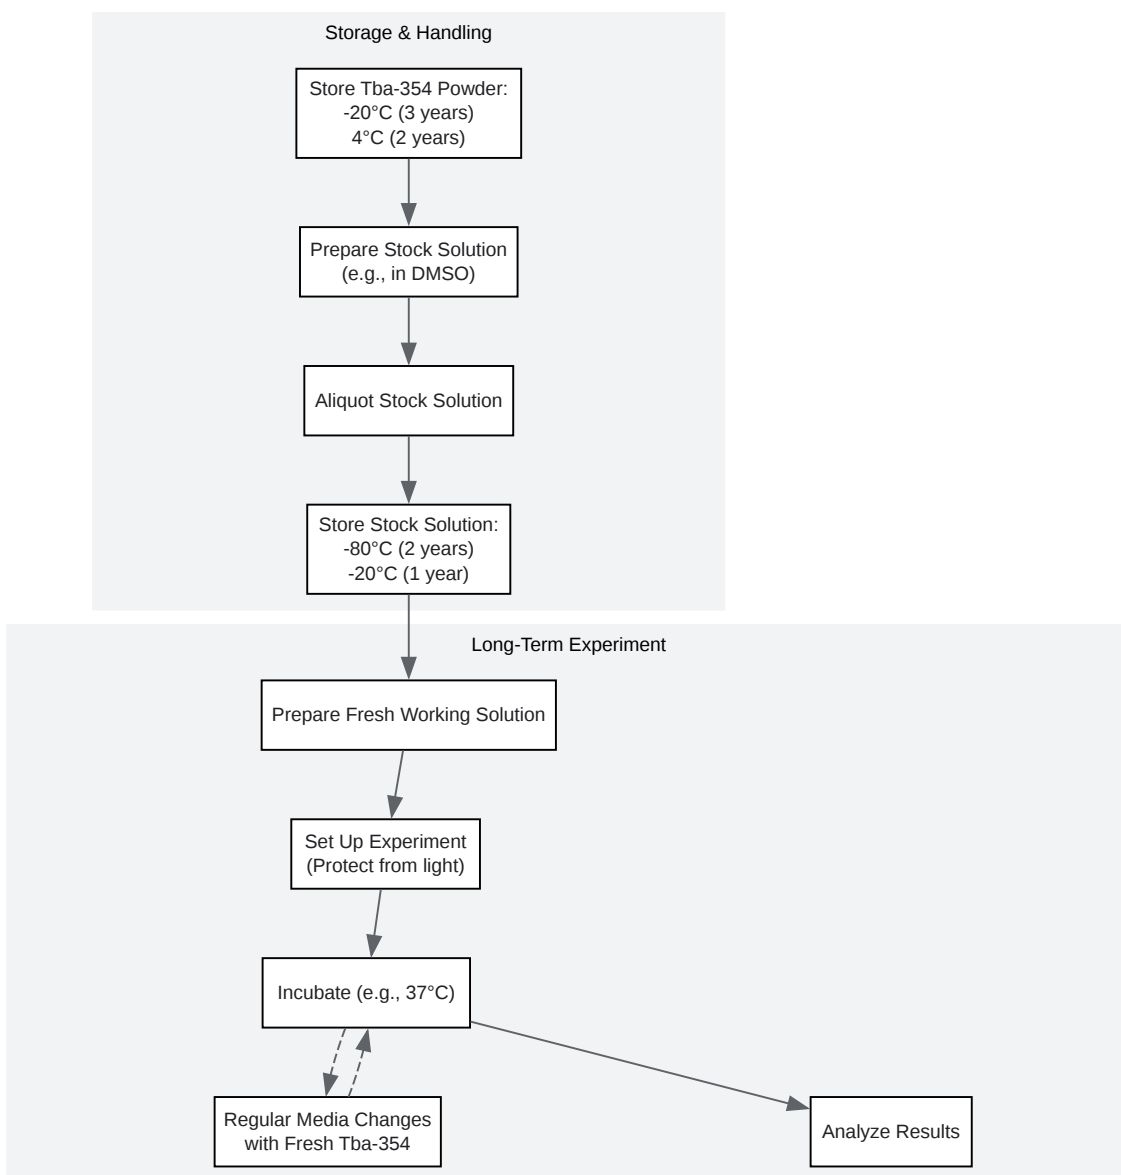 Storage & Handling
Store Tba-354 Powder:
-20°C (3 years)
4°C (2 years)
Prepare Stock Solution
(e.g., in DMSO)
Aliquot Stock Solution
Store Stock Solution:
-80°C (2 years)
-20°C (1 year)
Long-Term Experiment
Prepare Fresh Working Solution
Set Up Experiment
(Protect from light)
Incubate (e.g., 37°C)
Regular Media Changes
with Fresh Tba-354
Analyze Results